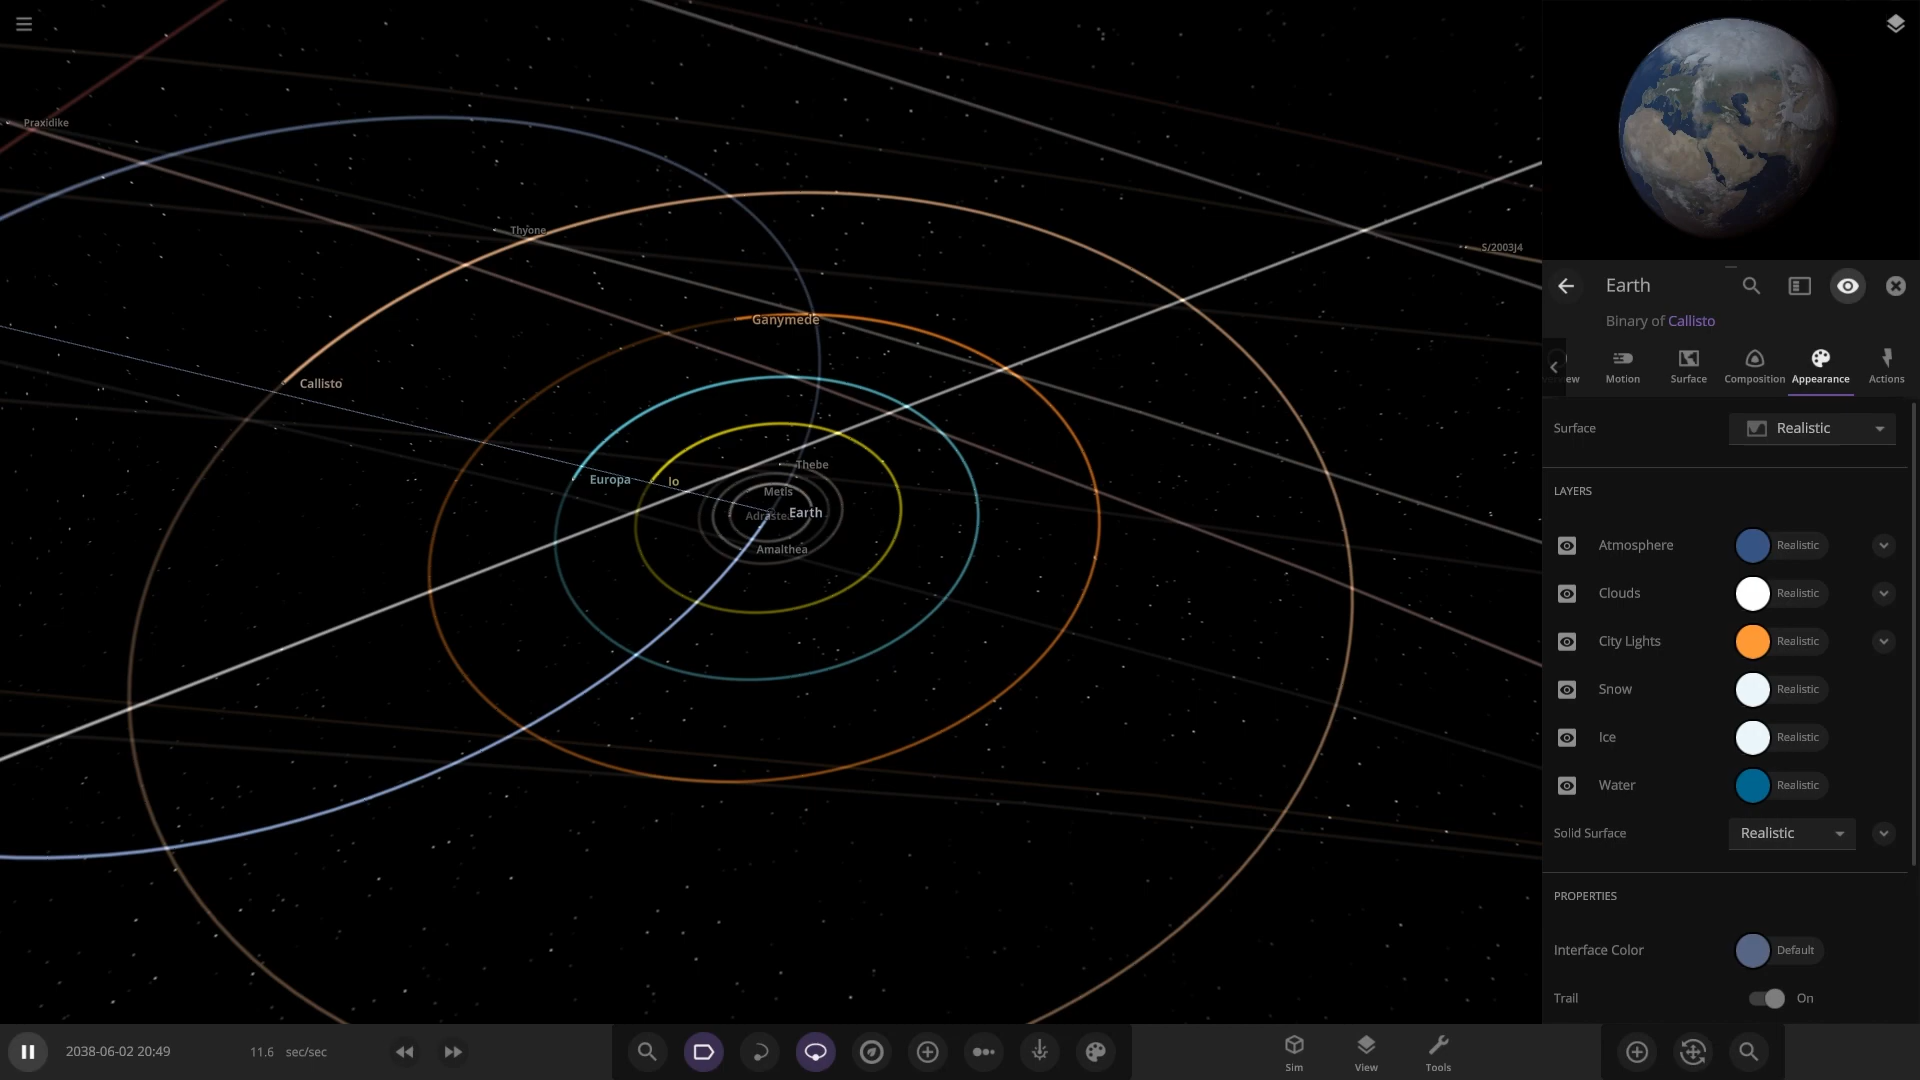 Praxidike
Thyone
S/2003J4
Ganymede
Callisto
Thebe
Europa
Io
Metis
Earth
Amalthea
Earth
Binary of Callisto
Motion
Surface
Composition
Appearance
Actions
Surface
Realistic
LAYERS
Atmosphere
Realistic
Clouds
Realistic
City Lights
Realistic
Snow
Realistic
Ice
Realistic
Water
Realistic
Solid Surface
Realistic
PROPERTIES
Interface Color
Default
Trail
On
2038-06-02 20:49
11.6 sec/sec
Sim
View
Tools